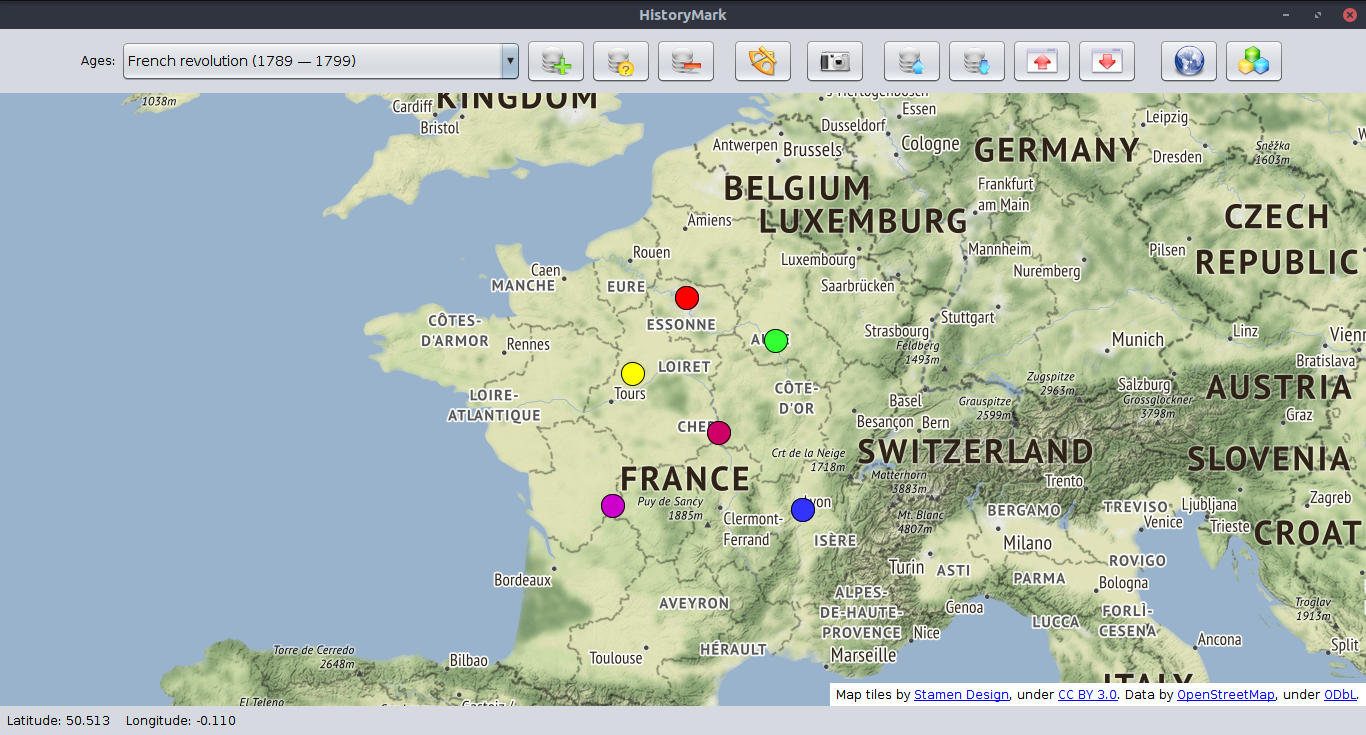 HistoryMark
Ages: French revolution (1789 — 1799)
1038m
Cardiff
KINGDOM
Bristol
's-Hertogenbosch
Essen
Dusseldorf
Antwerpen
Brussels
Cologne
GERMANY
Leipzig
Dresden
Sněžka
1603m
BELGIUM
Frankfurt
am Main
LUXEMBURG
CZECH
REPUBLIC
Amiens
Rouen
Luxembourg
Mannheim
Pilsen
Nuremberg
Saarbrücken
Caen
MANCHE
EURE
ESSONNE
CÔTES-
D'ARMOR
Rennes
Strasbourg
Stuttgart
Feldberg
1493m
Munich
Linz
Vien
Bratislava
LOIRET
Tours
LOIRE-
ATLANTIQUE
CÔTE-
D'OR
Basel
Besançon
Bern
Zugspitze
2963m
Grauspitze
2599m
Salzburg
Grossglockner
3798m
AUSTRIA
Graz
CHER
Crt de la Neige
1718m
SWITZERLAND
SLOVENIA
FRANCE
Puy de Sancy
1885m
Matterhorn
3883m
Trento
Zagreb
Clermont-
Ferrand
Lyon
Mt. Blanc
4807m
BERGAMO
TREVISO
Venice
Ljubljana
Trieste
CROAT
ISÈRE
Milano
Turin
ASTI
ROVIGO
PARMA
Bologna
Bordeaux
AVEYRON
ALPES-
DE-HAUTE-
PROVENCE
Genoa
FORLÌ-
CESENA
LUCCA
Troglav
1913m
Nice
Ancona
Split
Torre de Cerredo
2648m
Bilbao
Toulouse
HÉRAULT
Marseille
ITALY
El Teleno
Gasteiz /
Map tiles by Stamen Design, under CC BY 3.0. Data by OpenStreetMap, under ODbL.
Latitude: 50.513 Longitude: -0.110